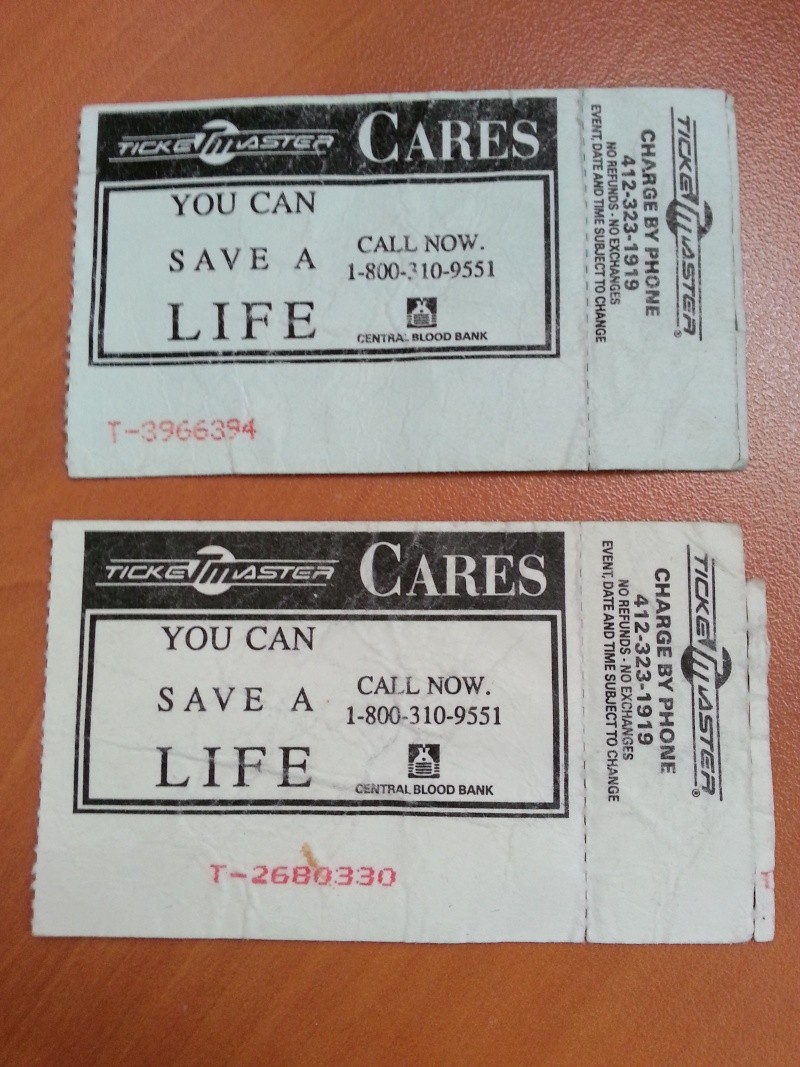 TICKETMASTER CARES
YOU CAN
SAVE A
LIFE
CALL NOW.
1-800-310-9551
CENTRAL BLOOD BANK
T-3966394
TICKETMASTER®
CHARGE BY PHONE
412-323-1919
NO REFUNDS - NO EXCHANGES
EVENT, DATE AND TIME SUBJECT TO CHANGE
TICKETMASTER CARES
YOU CAN
SAVE A
LIFE
CALL NOW.
1-800-310-9551
CENTRAL BLOOD BANK
T-2680330
TICKETMASTER®
CHARGE BY PHONE
412-323-1919
NO REFUNDS - NO EXCHANGES
EVENT, DATE AND TIME SUBJECT TO CHANGE
T